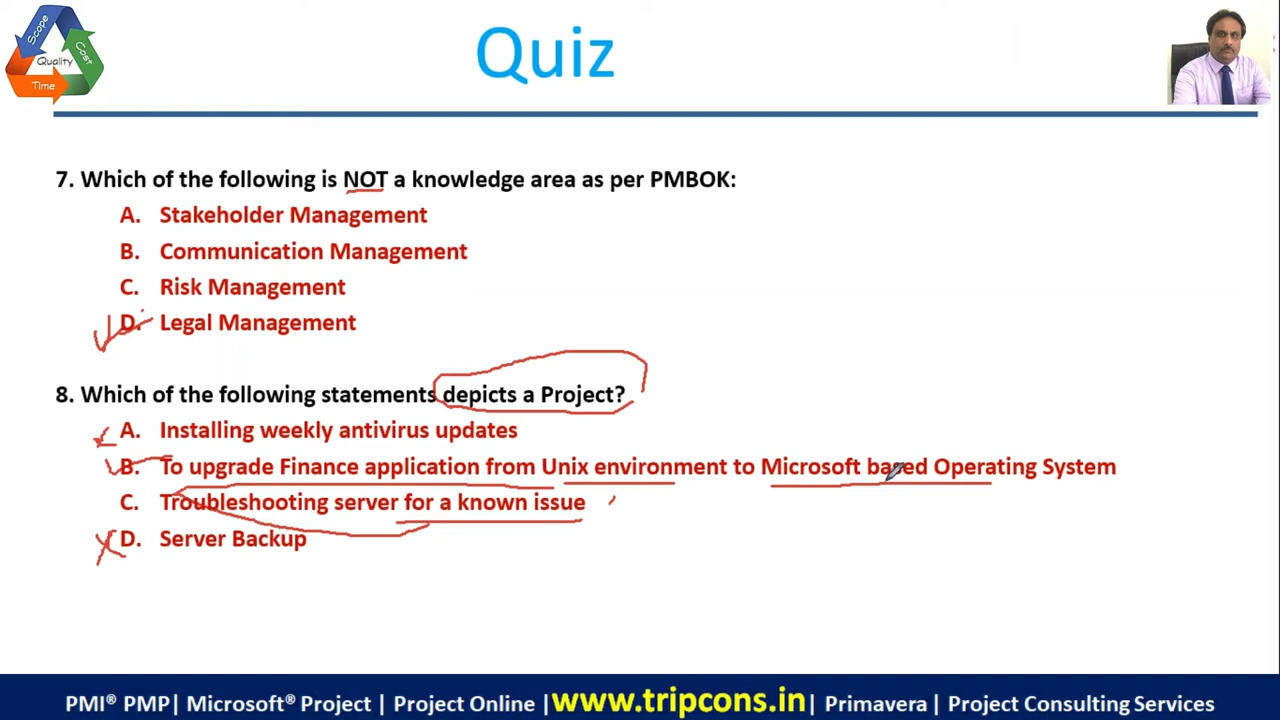 Quiz
Scope
Cost
Quality
Time
7. Which of the following is NOT a knowledge area as per PMBOK:
A. Stakeholder Management
B. Communication Management
C. Risk Management
D. Legal Management
8. Which of the following statements depicts a Project?
A. Installing weekly antivirus updates
B. To upgrade Finance application from Unix environment to Microsoft based Operating System
C. Troubleshooting server for a known issue
D. Server Backup
PMI® PMP| Microsoft® Project | Project Online |www.tripcons.in| Primavera | Project Consulting Services